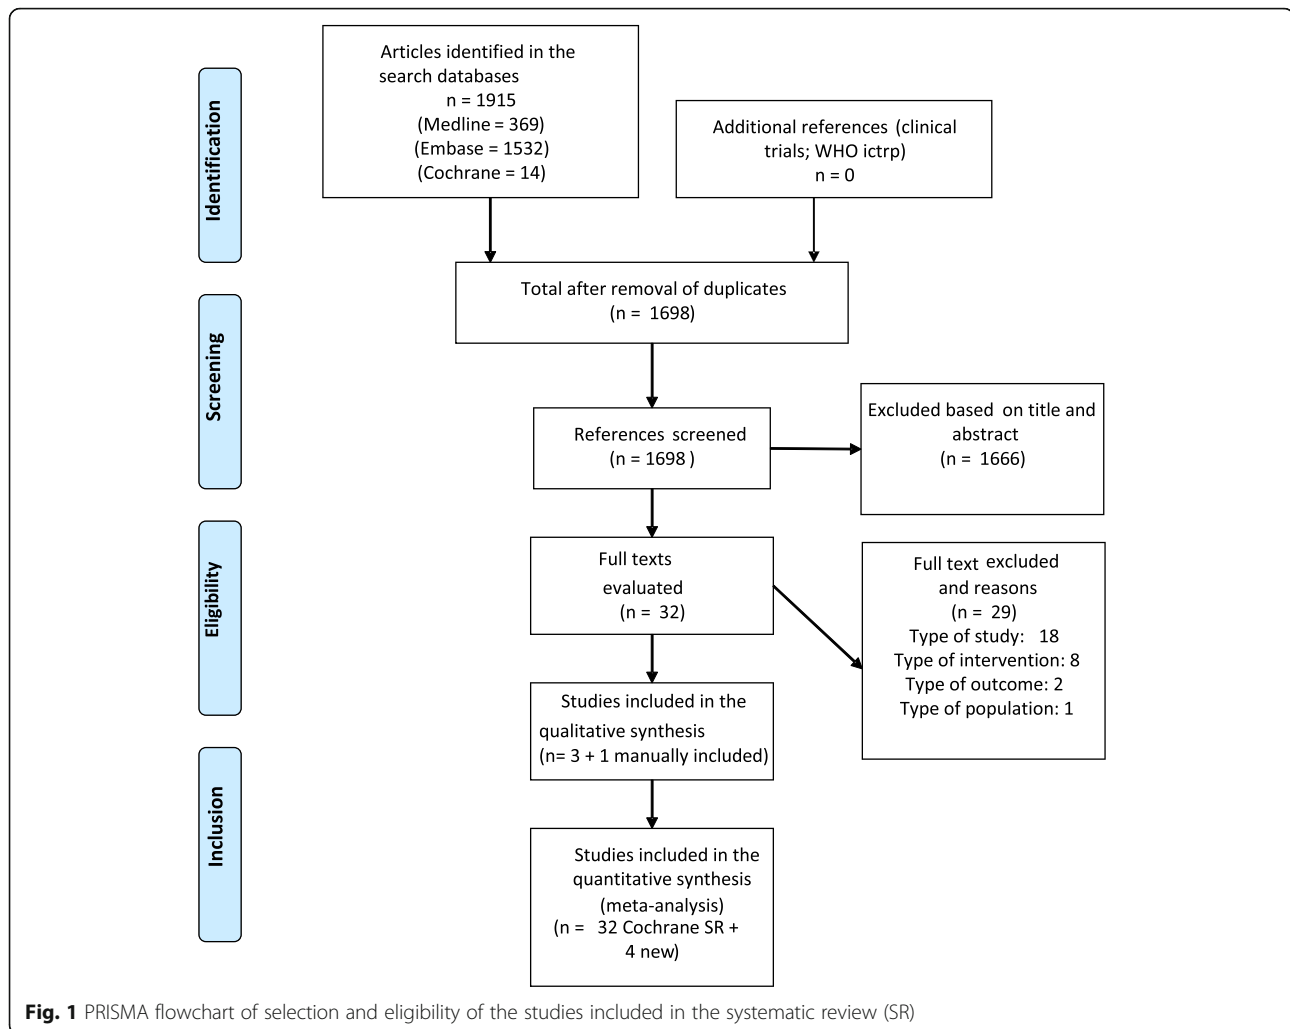 Articles identified in the
search databases
n = 1915
(Medline = 369)
(Embase = 1532)
(Cochrane = 14)
Additional references (clinical
trials; WHO ictrp)
n = 0
Identification
Total after removal of duplicates
(n = 1698)
Screening
References screened
(n = 1698 )
Excluded based on title and
abstract
(n = 1666)
Eligibility
Full texts
evaluated
(n = 32)
Full text excluded
and reasons
(n = 29)
Type of study: 18
Type of intervention: 8
Type of outcome: 2
Type of population: 1
Studies included in the
qualitative synthesis
(n= 3 + 1 manually included)
Inclusion
Studies included in the
quantitative synthesis
(meta-analysis)
(n = 32 Cochrane SR +
4 new)
Fig. 1 PRISMA flowchart of selection and eligibility of the studies included in the systematic review (SR)